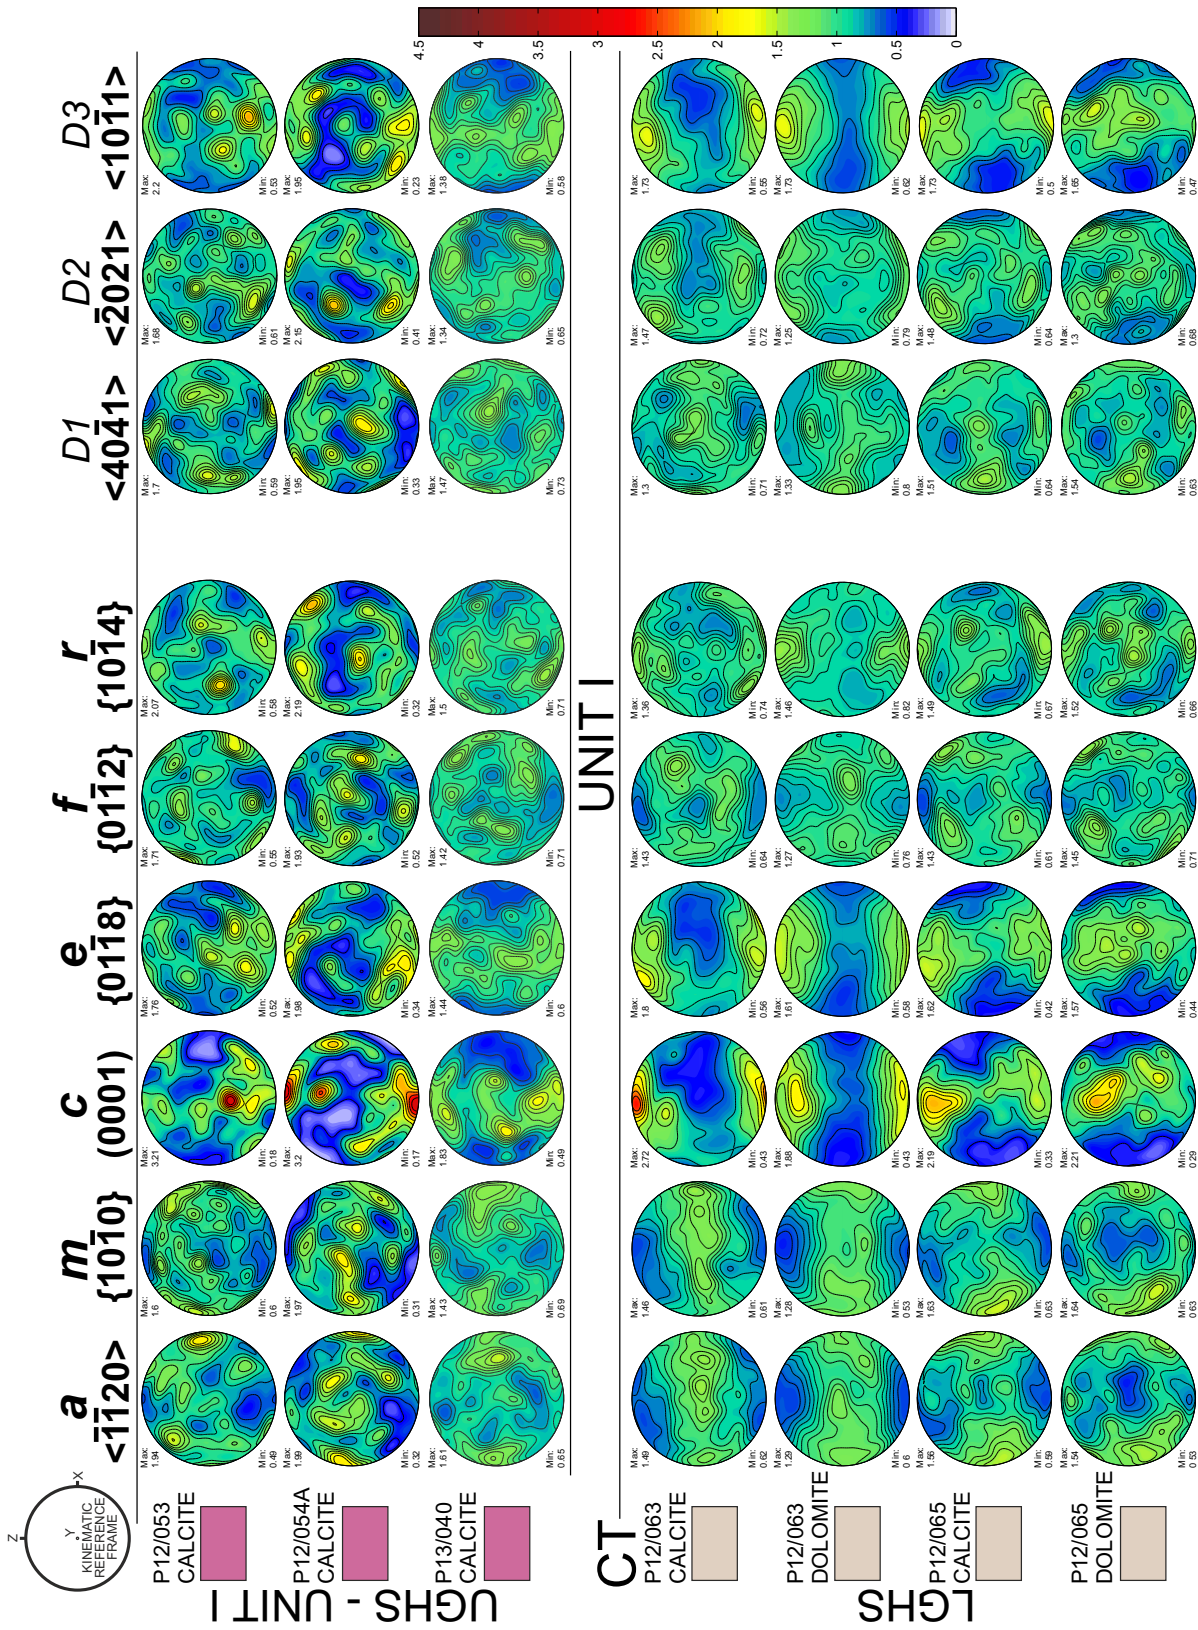 Z
X
Y
KINEMATIC
REFERENCE
FRAME
a m c e f r D1 D2 D3
<1̄1̄20> {101̄0} (0001) {011̄8} {011̄2} {101̄4} <404̄1> <2̄021> <101̄1>
UGHS - UNIT I
P12/053
CALCITE
Max: Max: Max: Max: Max: Max: Max: Max: Max:
1.94 1.6 3.21 1.76 1.71 2.07 1.7 1.68 2.2
Min: Min: Min: Min: Min: Min: Min: Min: Min:
0.49 0.6 0.18 0.52 0.55 0.58 0.59 0.61 0.53
P12/054A
CALCITE
Max: Max: Max: Max: Max: Max: Max: Max: Max:
1.99 1.97 3.2 1.98 1.93 2.19 1.95 2.15 1.95
Min: Min: Min: Min: Min: Min: Min: Min: Min:
0.32 0.31 0.17 0.34 0.52 0.32 0.33 0.41 0.23
P13/040
CALCITE
Max: Max: Max: Max: Max: Max: Max: Max: Max:
1.61 1.43 1.83 1.44 1.42 1.5 1.47 1.34 1.38
Min: Min: Min: Min: Min: Min: Min: Min: Min:
0.65 0.69 0.49 0.6 0.71 0.71 0.73 0.65 0.58
4.5
4
3.5
3
2.5
2
1.5
1
0.5
0
CT
UNIT I
LGHS
P12/063
CALCITE
Max: Max: Max: Max: Max: Max: Max: Max: Max:
1.49 1.46 2.72 1.8 1.43 1.36 1.3 1.47 1.73
Min: Min: Min: Min: Min: Min: Min: Min: Min:
0.62 0.61 0.43 0.56 0.64 0.74 0.71 0.72 0.55
P12/063
DOLOMITE
Max: Max: Max: Max: Max: Max: Max: Max: Max:
1.29 1.28 1.88 1.61 1.27 1.46 1.33 1.25 1.73
Min: Min: Min: Min: Min: Min: Min: Min: Min:
0.6 0.53 0.43 0.58 0.76 0.82 0.8 0.79 0.62
P12/065
CALCITE
Max: Max: Max: Max: Max: Max: Max: Max: Max:
1.56 1.63 2.19 1.62 1.43 1.49 1.51 1.48 1.73
Min: Min: Min: Min: Min: Min: Min: Min: Min:
0.59 0.63 0.33 0.42 0.61 0.67 0.64 0.64 0.5
P12/065
DOLOMITE
Max: Max: Max: Max: Max: Max: Max: Max: Max:
1.54 1.64 2.21 1.57 1.45 1.52 1.54 1.3 1.65
Min: Min: Min: Min: Min: Min: Min: Min: Min:
0.53 0.63 0.29 0.44 0.71 0.66 0.63 0.68 0.47